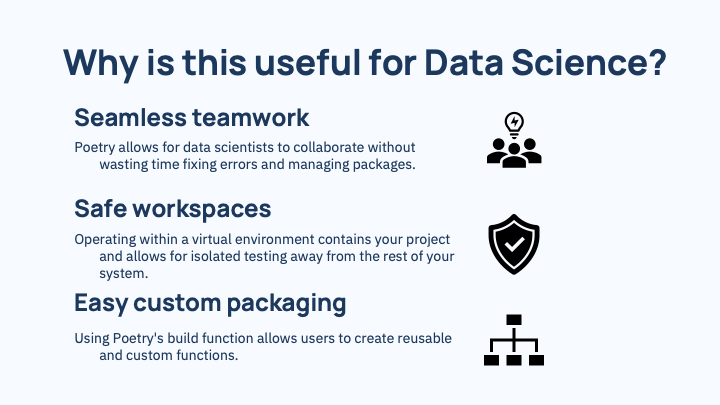 Why is this useful for Data Science?
Seamless teamwork
Poetry allows for data scientists to collaborate without
wasting time fixing errors and managing packages.
Safe workspaces
Operating within a virtual environment contains your project
and allows for isolated testing away from the rest of your
system.
Easy custom packaging
Using Poetry's build function allows users to create reusable
and custom functions.